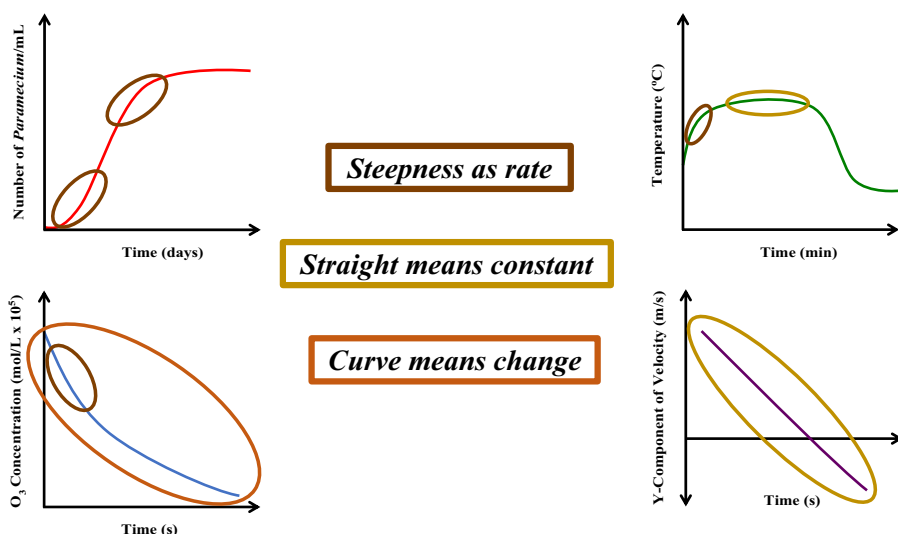 Number of Paramecium/mL
Time (days)
Temperature (°C)
Time (min)
Steepness as rate
Straight means constant
Curve means change
O₃ Concentration (mol/L x 10⁵)
Time (s)
Y-Component of Velocity (m/s)
Time (s)